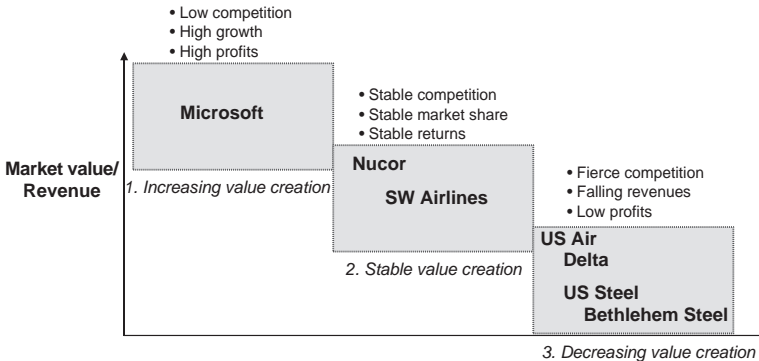 • Low competition
• High growth
• High profits
Microsoft
• Stable competition
• Stable market share
• Stable returns
Market value/
Revenue
1. Increasing value creation
Nucor
SW Airlines
• Fierce competition
• Falling revenues
• Low profits
2. Stable value creation
US Air
Delta
US Steel
Bethlehem Steel
3. Decreasing value creation